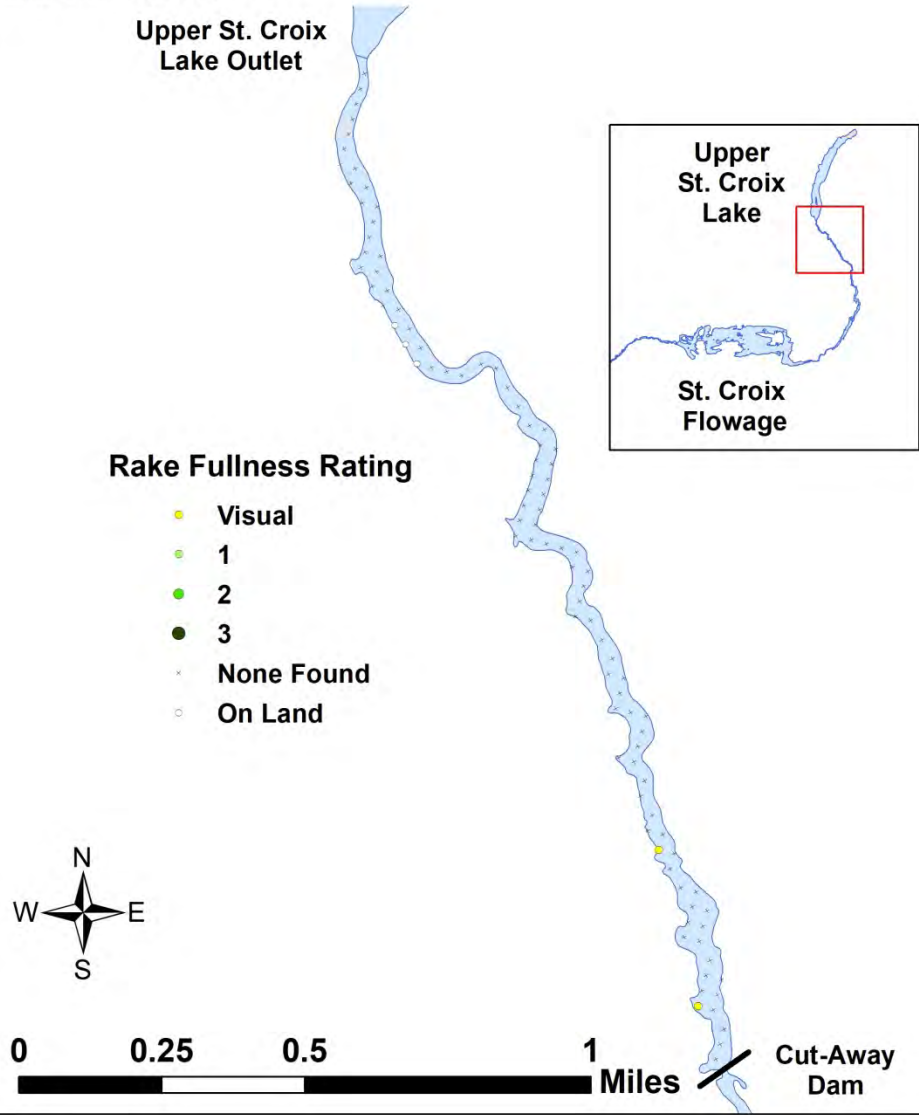 Upper St. Croix
Lake Outlet
Upper
St. Croix
Lake
St. Croix
Flowage
Rake Fullness Rating
Visual
1
2
3
None Found
On Land
N
W
E
S
0
0.25
0.5
1
Miles
Cut-Away
Dam